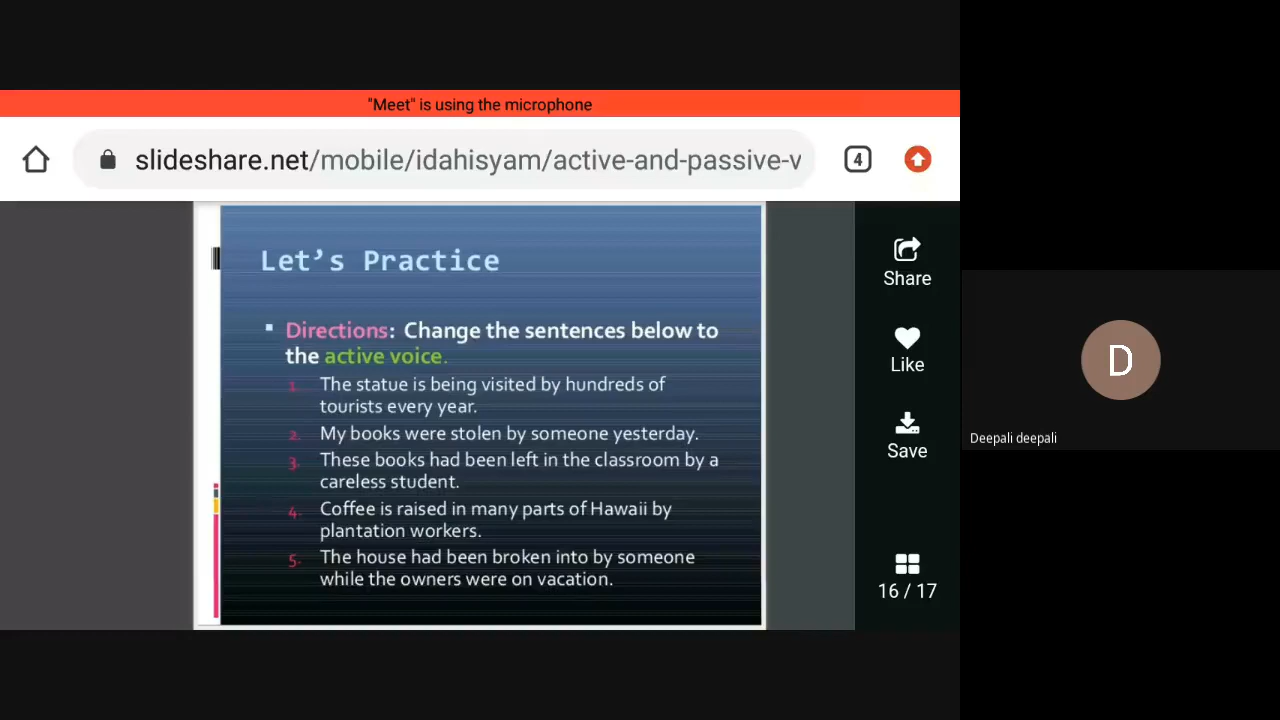 "Meet" is using the microphone
slideshare.net/mobile/idahisyam/active-and-passive-v
4
Let's Practice
Share
Directions: Change the sentences below to
the active voice.
Like
1. The statue is being visited by hundreds of
tourists every year.
2. My books were stolen by someone yesterday.
Save
3. These books had been left in the classroom by a
careless student.
4. Coffee is raised in many parts of Hawaii by
plantation workers.
5. The house had been broken into by someone
while the owners were on vacation.
16 / 17
D
Deepali deepali